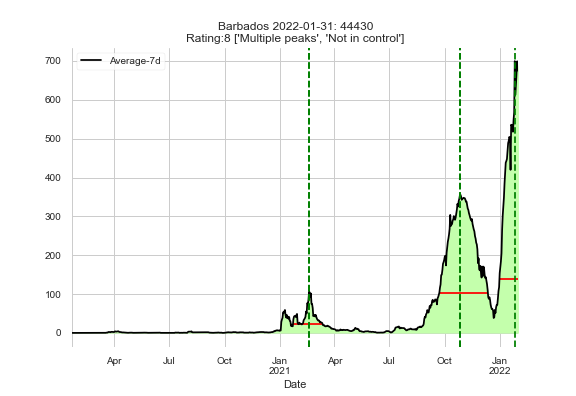 Barbados 2022-01-31: 44430
Rating:8 ['Multiple peaks', 'Not in control']
Average-7d
700
600
500
400
300
200
100
0
Apr Jul Oct Jan Apr Jul Oct Jan
2021 2022
Date